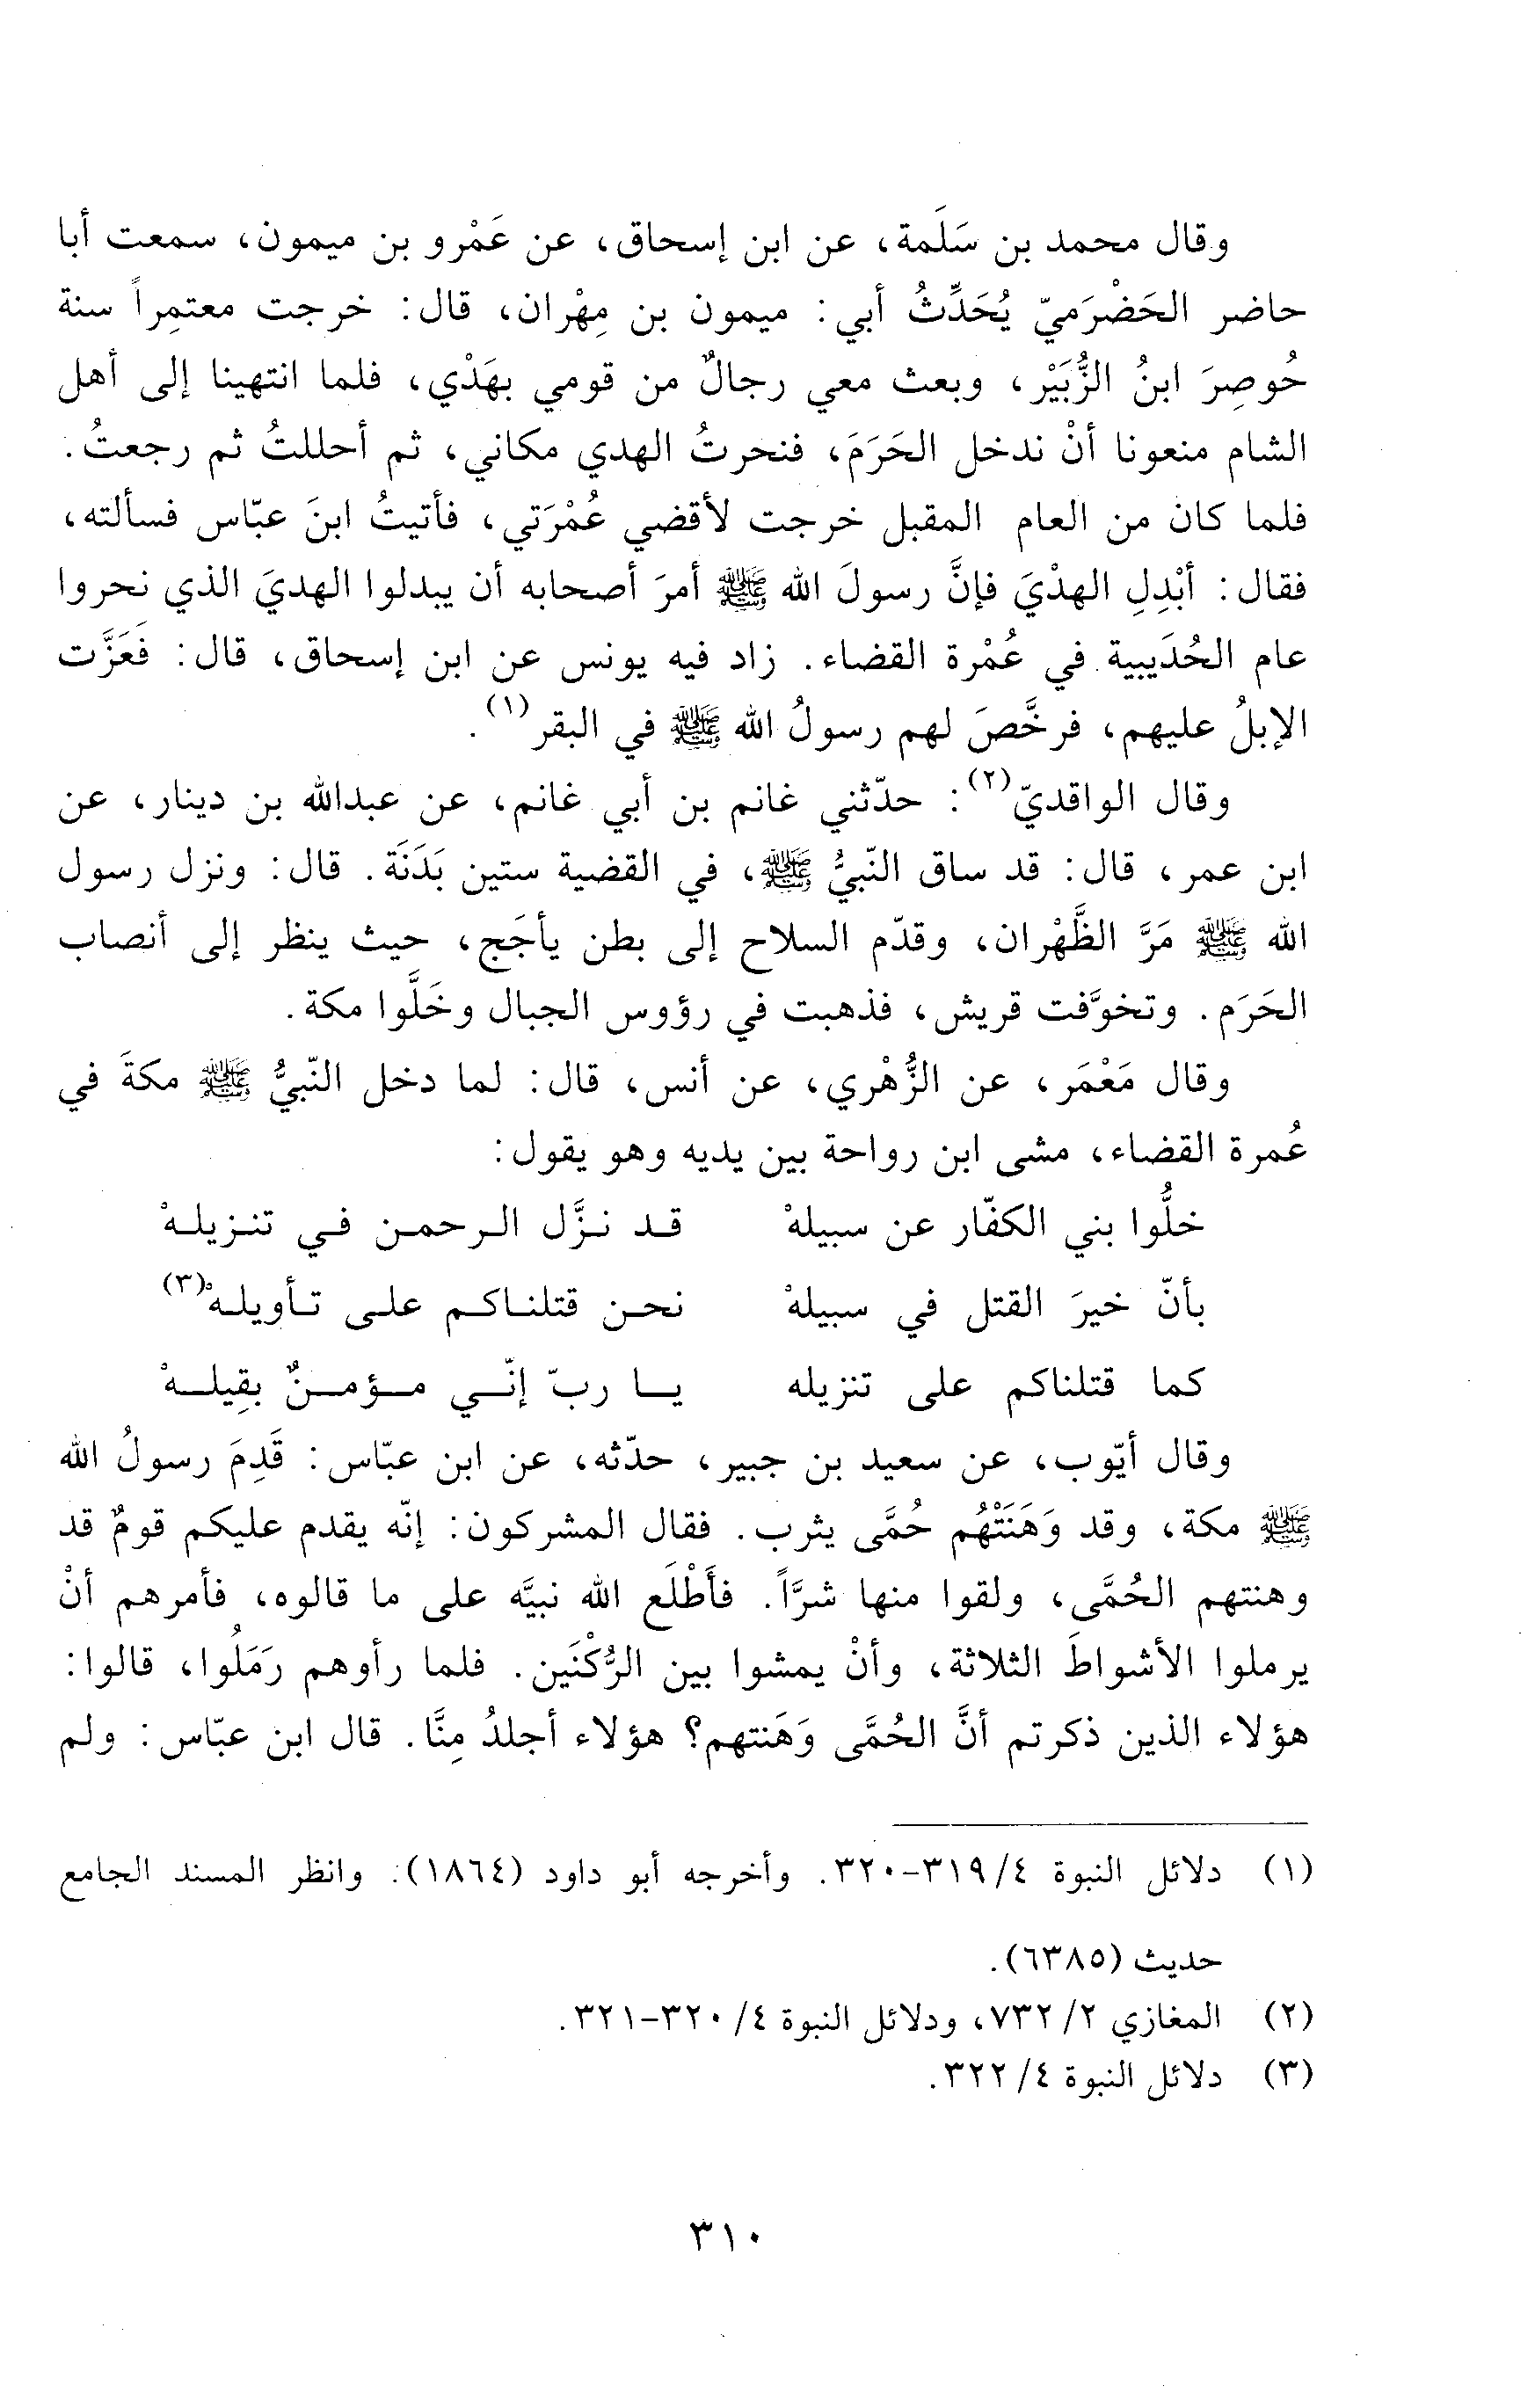 وقال محمد بن سَلَمة، عن ابن إسحاق، عن عَمْرو بن ميمون، سمعت أبا
حاضر الحَضْرَميّ يُحَدِّثُ أبي: ميمون بن مِهْران، قال: خرجت معتمِراً سنة
حُوصِرَ ابنُ الزُّبَيْر، وبعث معي رجالٌ من قومي بهَدْي، فلما انتهينا إلى أهل
الشام منعونا أنْ ندخل الحَرَمَ، فنحرتُ الهدي مكاني، ثم أحللتُ ثم رجعتُ.
فلما كان من العام المقبل خرجت لأقضي عُمْرَتي، فأتيتُ ابنَ عبّاس فسألته،
فقال: أبْدِلِ الهدْيَ فإنَّ رسولَ الله ﷺ أمرَ أصحابه أن يبدلوا الهديَ الذي نحروا
عام الحُدَيبية في عُمْرة القضاء. زاد فيه يونس عن ابن إسحاق، قال: فَعَزَّت
الإبلُ عليهم، فرخَّصَ لهم رسولُ الله ﷺ في البقر(١).
وقال الواقديّ(٢): حدّثني غانم بن أبي غانم، عن عبدالله بن دينار، عن
ابن عمر، قال: قد ساق النّبيُّ ﷺ، في القضية ستين بَدَنَة. قال: ونزل رسول
الله ﷺ مَرَّ الظَّهْران، وقدّم السلاح إلى بطن يأجَج، حيث ينظر إلى أنصاب
الحَرَم. وتخوَّفت قريش، فذهبت في رؤوس الجبال وخَلَّوا مكة.
وقال مَعْمَر، عن الزُّهْري، عن أنس، قال: لما دخل النّبيُّ ﷺ مكةَ في
عُمرة القضاء، مشى ابن رواحة بين يديه وهو يقول:
خلُّوا بني الكفّار عن سبيلهْ قد نزَّل الرحمن في تنزيلهْ
بأنّ خيرَ القتل في سبيلهْ نحن قتلناكم على تأويلهْ(٣)
كما قتلناكم على تنزيله يا ربّ إنّي مؤمنٌ بقِيلهْ
وقال أيّوب، عن سعيد بن جبير، حدّثه، عن ابن عبّاس: قَدِمَ رسولُ الله
ﷺ مكة، وقد وَهَنَتْهُم حُمَّى يثرب. فقال المشركون: إنّه يقدم عليكم قومٌ قد
وهنتهم الحُمَّى، ولقوا منها شرَّاً. فأَطْلَع الله نبيَّه على ما قالوه، فأمرهم أنْ
يرملوا الأشواطَ الثلاثة، وأنْ يمشوا بين الرُّكْنَين. فلما رأوهم رَمَلُوا، قالوا:
هؤلاء الذين ذكرتم أنَّ الحُمَّى وَهَنتهم؟ هؤلاء أجلدُ مِنَّا. قال ابن عبّاس: ولم
(١) دلائل النبوة ٤/ ٣١٩-٣٢٠. وأخرجه أبو داود (١٨٦٤). وانظر المسند الجامع
حديث (٦٣٨٥).
(٢) المغازي ٢/ ٧٣٢، ودلائل النبوة ٤/ ٣٢٠-٣٢١.
(٣) دلائل النبوة ٤/ ٣٢٢.
٣١٠